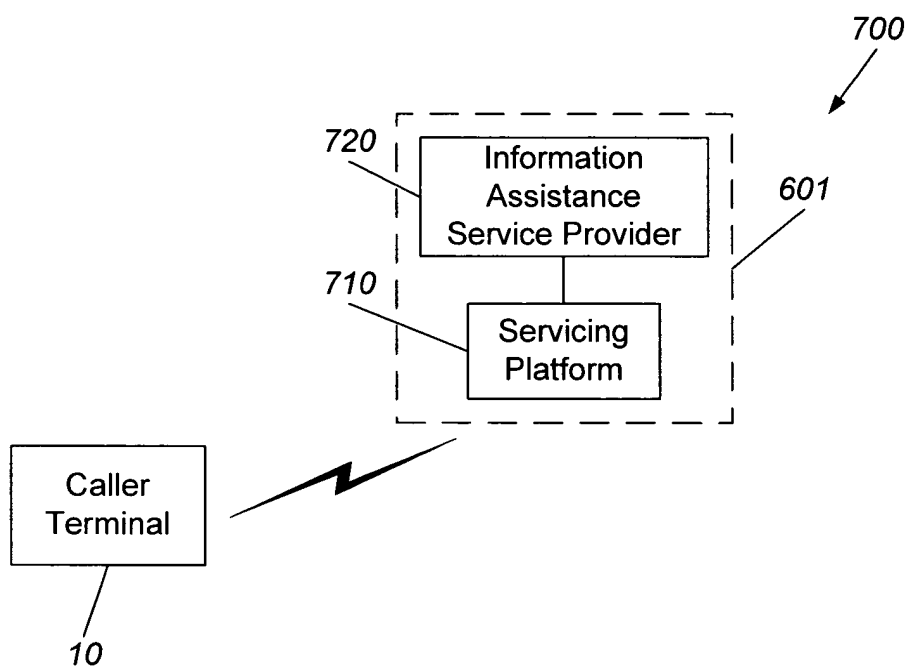 700
720
Information
Assistance
Service Provider
601
710
Servicing
Platform
Caller
Terminal
10